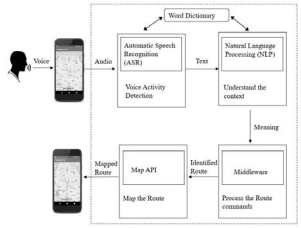 Word Dictionary
Voice
Audio
Automatic Speech
Recognition
(ASR)
Voice Activity
Detection
Text
Natural Language
Processing (NLP)
Understand the
context
Meaning
Mapped
Route
Map API
Map the Route
Identified
Route
Middleware
Process the Route
commands